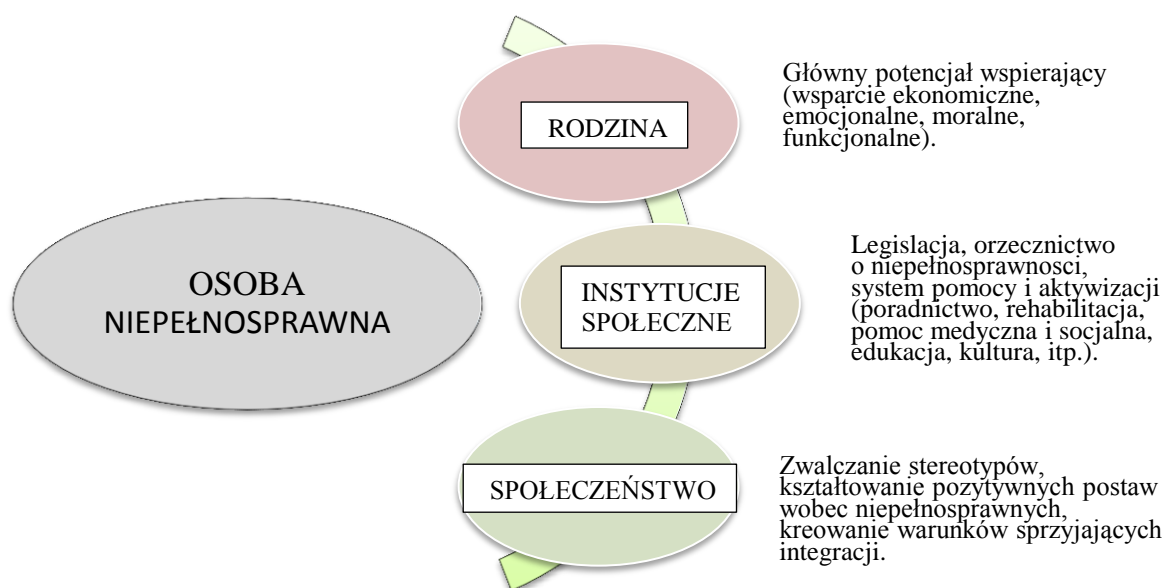 OSOBA
NIEPEŁNOSPRAWNA
RODZINA
Główny potencjał wspierający
(wsparcie ekonomiczne,
emocjonalne, moralne,
funkcjonalne).
INSTYTUCJE
SPOŁECZNE
Legislacja, orzecznictwo
o niepełnosprawnosci,
system pomocy i aktywizacji
(poradnictwo, rehabilitacja,
pomoc medyczna i socjalna,
edukacja, kultura, itp.).
SPOŁECZEŃSTWO
Zwalczanie stereotypów,
kształtowanie pozytywnych postaw
wobec niepełnosprawnych,
kreowanie warunków sprzyjających
integracji.